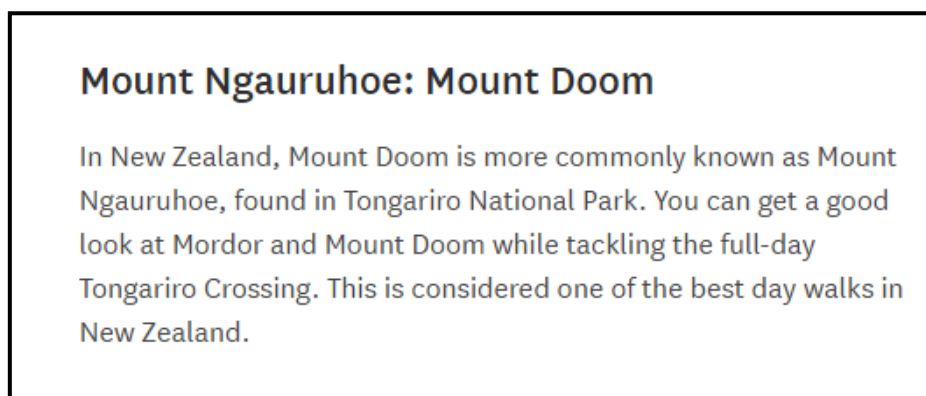 Mount Ngauruhoe: Mount Doom
In New Zealand, Mount Doom is more commonly known as Mount
Ngauruhoe, found in Tongariro National Park. You can get a good
look at Mordor and Mount Doom while tackling the full-day
Tongariro Crossing. This is considered one of the best day walks in
New Zealand.